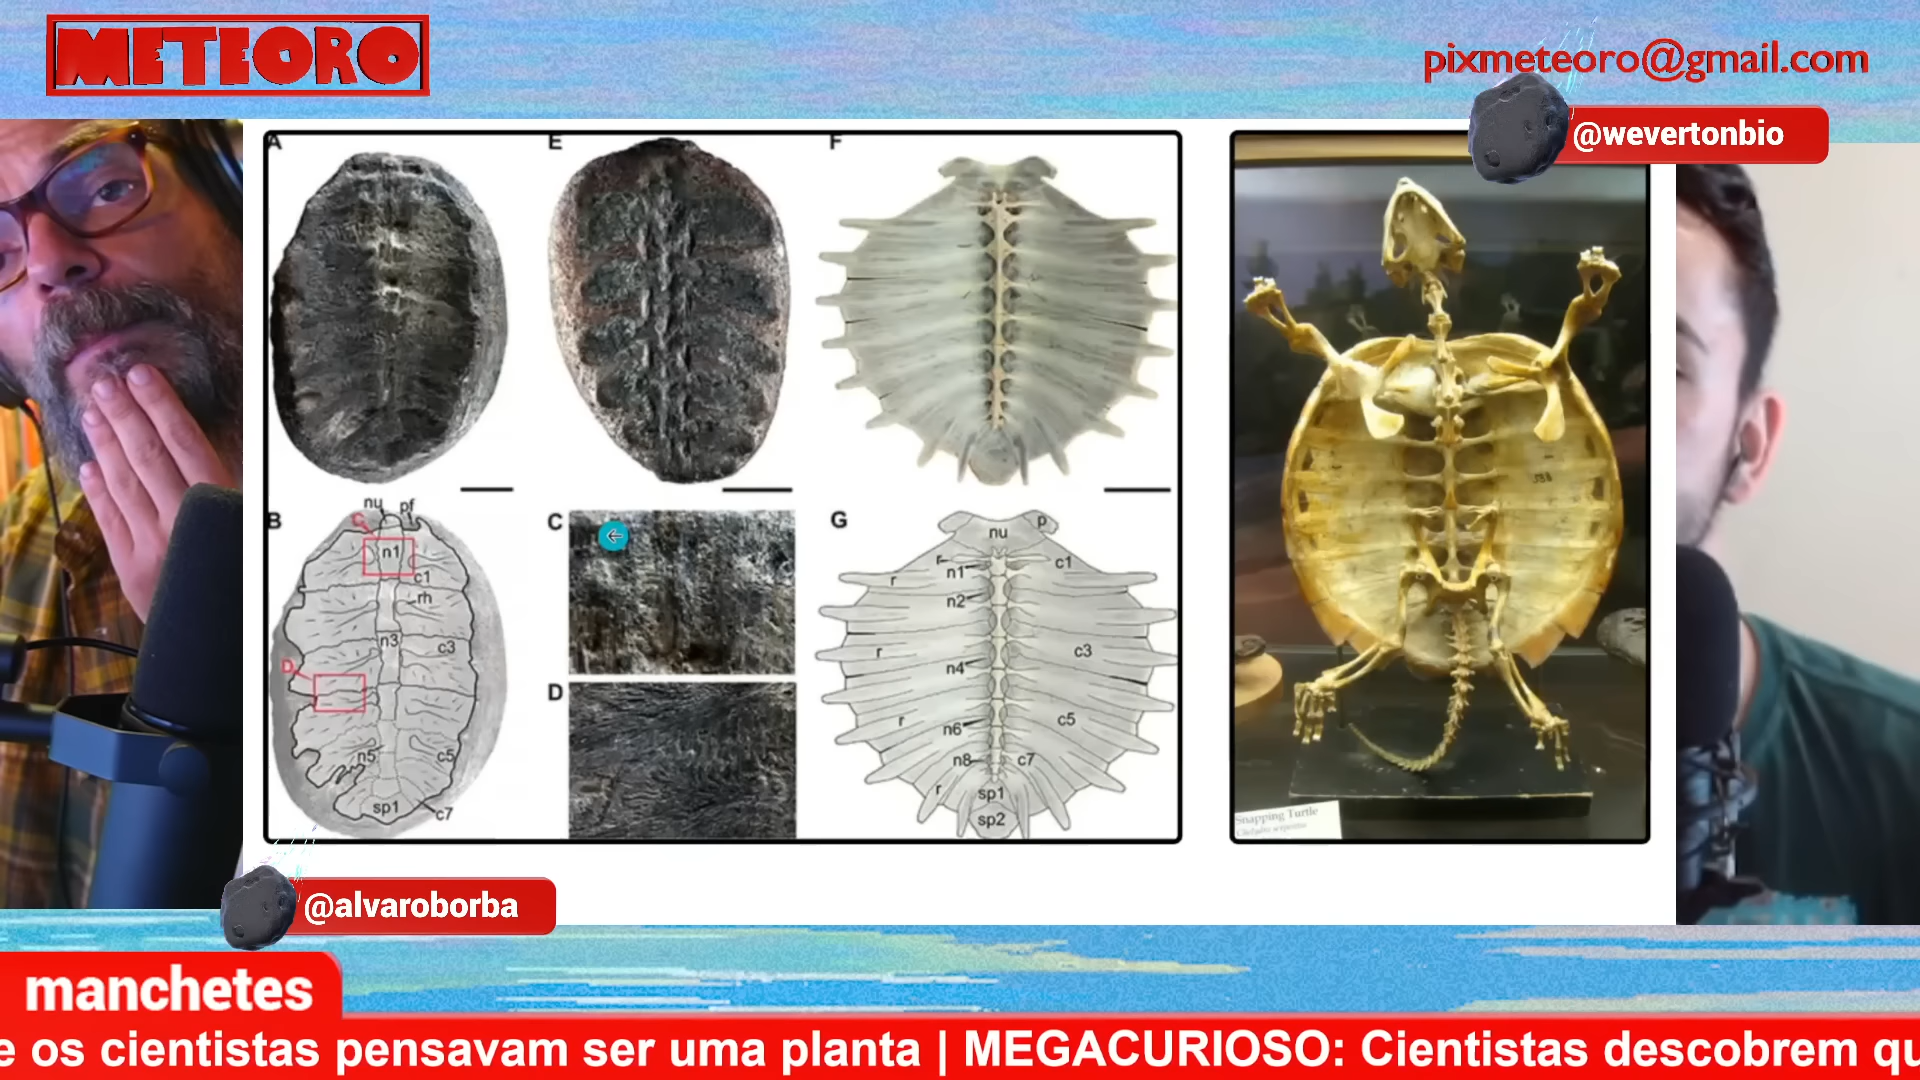 METEORO
pixmeteoro@gmail.com
@wevertonbio
A
E
F
B
nu
pf
C
n1
c1
rh
n3
c3
D
n5
c5
sp1
c7
C
D
G
p
nu
r
n1
c1
r
n2
r
n4
c3
r
n6
c5
n8
c7
r
sp1
sp2
Snapping Turtle
@alvaroborba
manchetes
e os cientistas pensavam ser uma planta | MEGACURIOSO: Cientistas descobrem qu